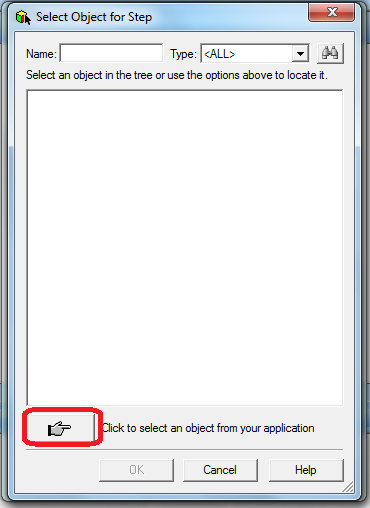 Select Object for Step
Name: Type: <ALL>
Select an object in the tree or use the options above to locate it.
Click to select an object from your application
OK Cancel Help